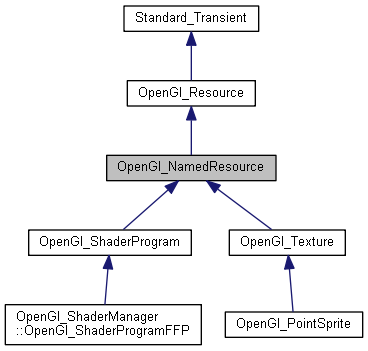 Standard_Transient
OpenGl_Resource
OpenGl_NamedResource
OpenGl_ShaderProgram
OpenGl_Texture
OpenGl_ShaderManager
::OpenGl_ShaderProgramFFP
OpenGl_PointSprite